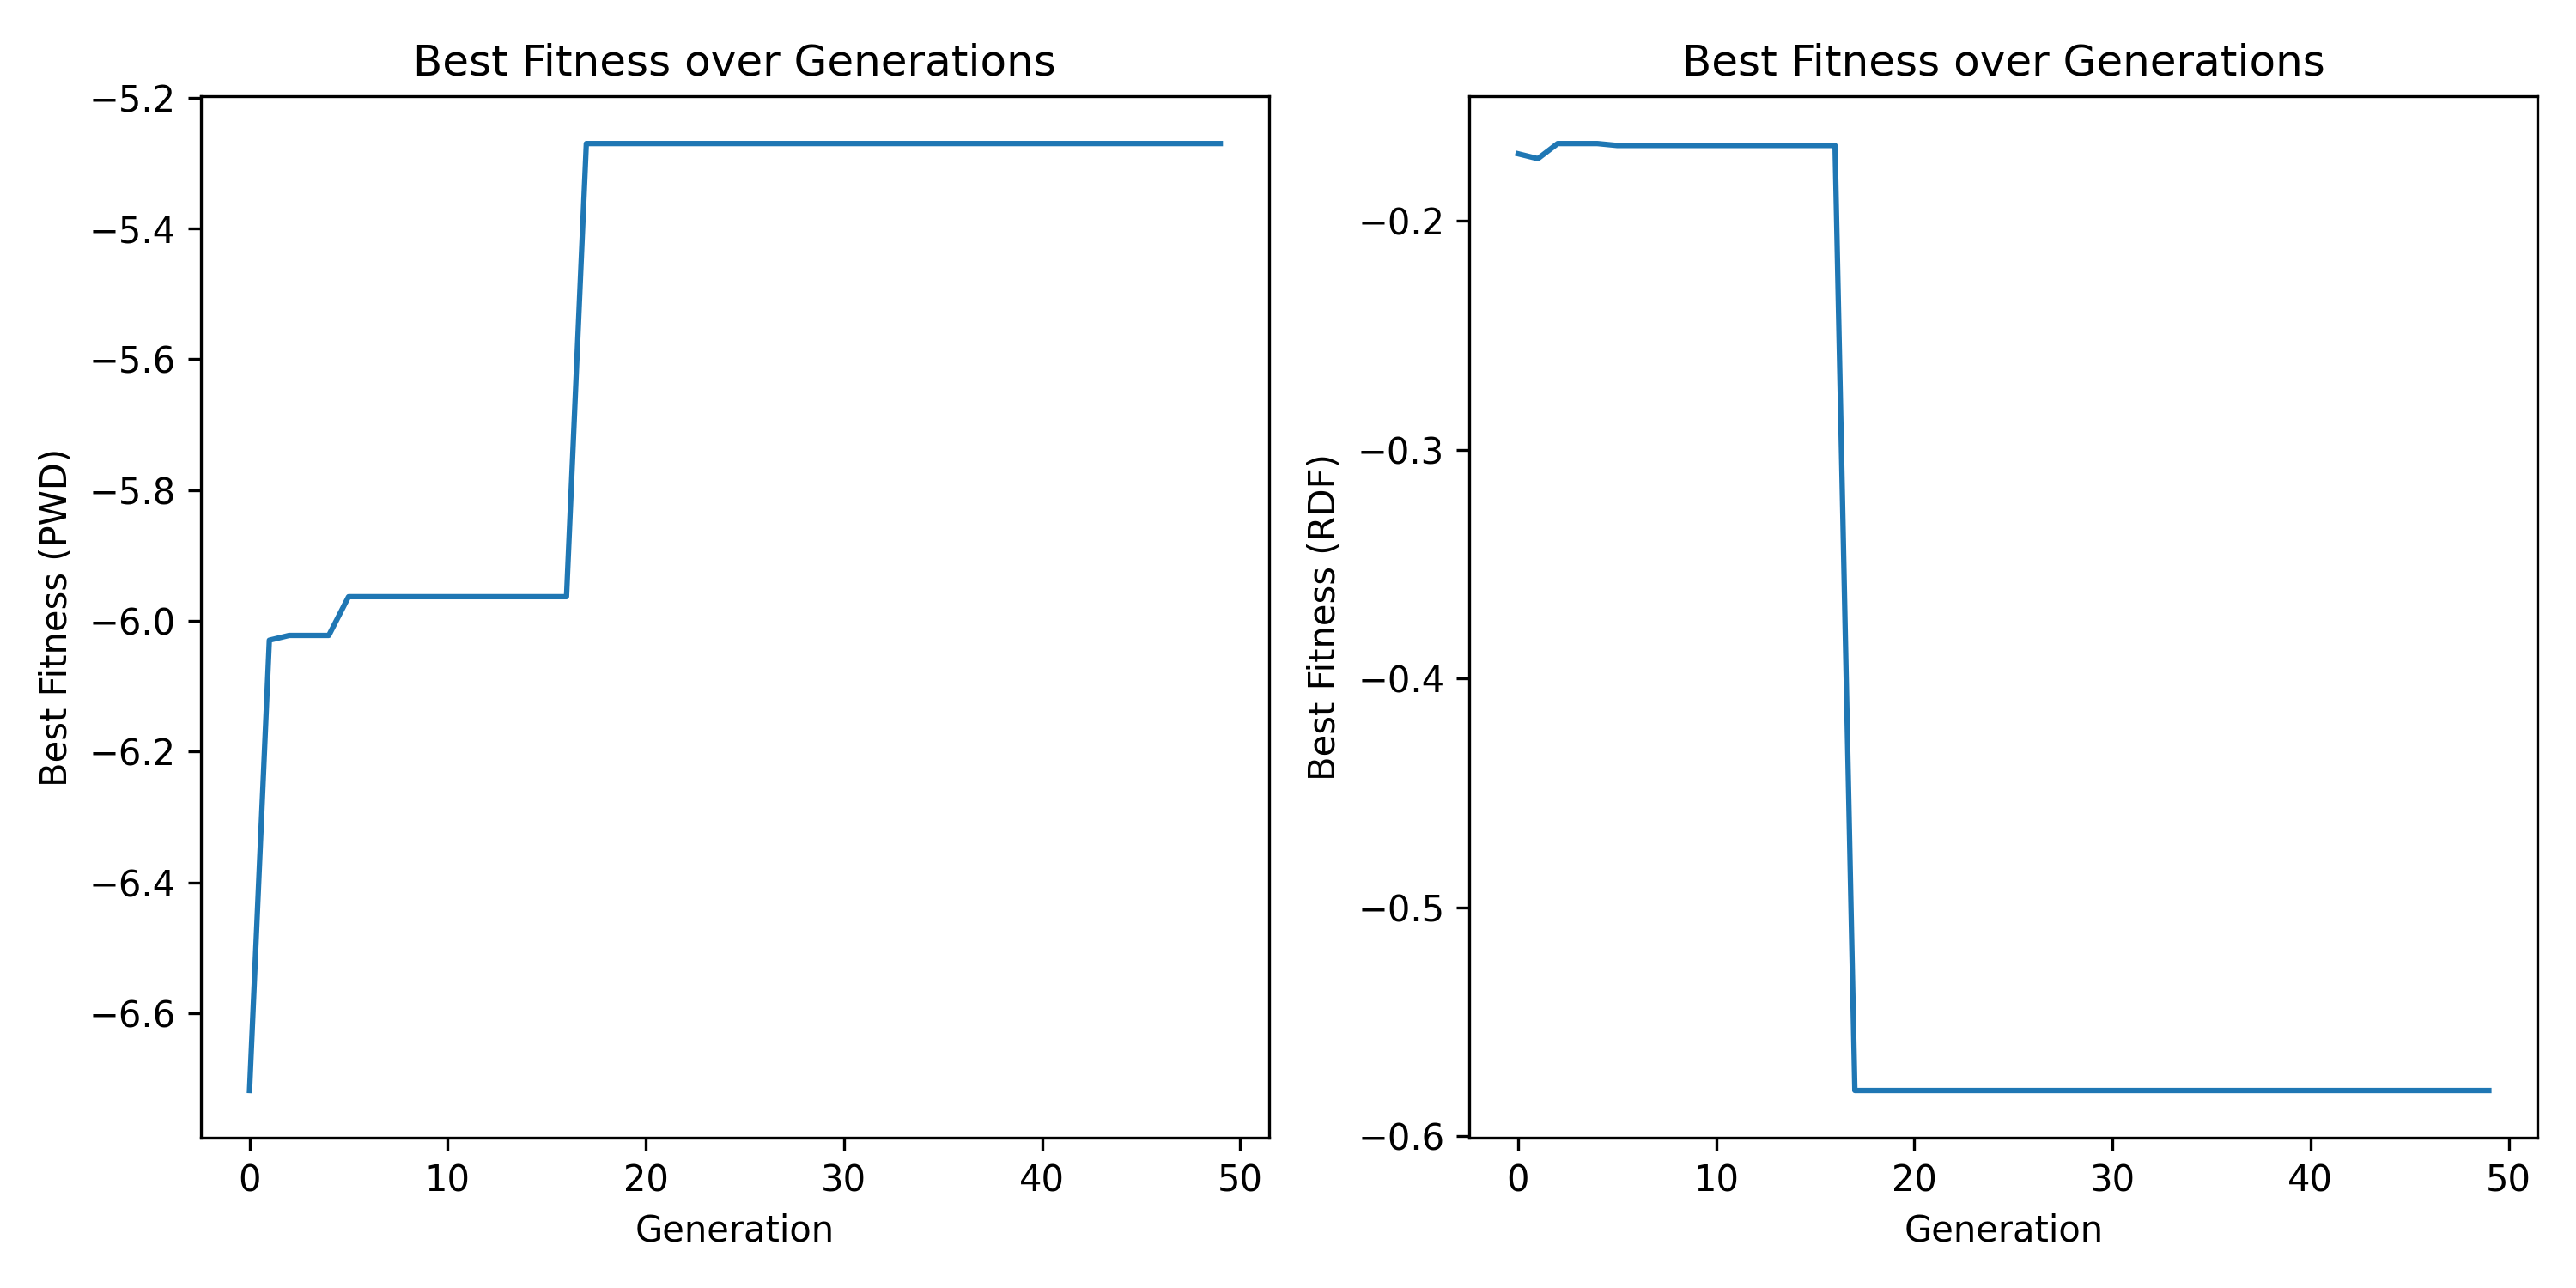 Best Fitness over Generations
Best Fitness (PWD)
−5.2
−5.4
−5.6
−5.8
−6.0
−6.2
−6.4
−6.6
0 10 20 30 40 50
Generation
Best Fitness over Generations
Best Fitness (RDF)
−0.2
−0.3
−0.4
−0.5
−0.6
0 10 20 30 40 50
Generation